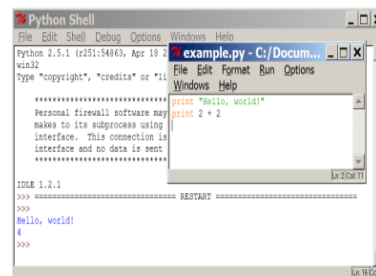 Python Shell
File Edit Shell Debug Options Windows Help
Python 2.5.1 (r251:54863, Apr 18 2
win32
Type "copyright", "credits" or "li
****************************
Personal firewall software may
makes to its subprocess using
interface. This connection is
interface and no data is sent
****************************
IDLE 1.2.1
>>> ================================ RESTART ================================
>>>
Hello, world!
4
>>>
Ln: 16
example.py - C:/Docum...
File Edit Format Run Options
Windows Help
print "Hello, world!"
print 2 + 2
Ln: 2 Col: 11